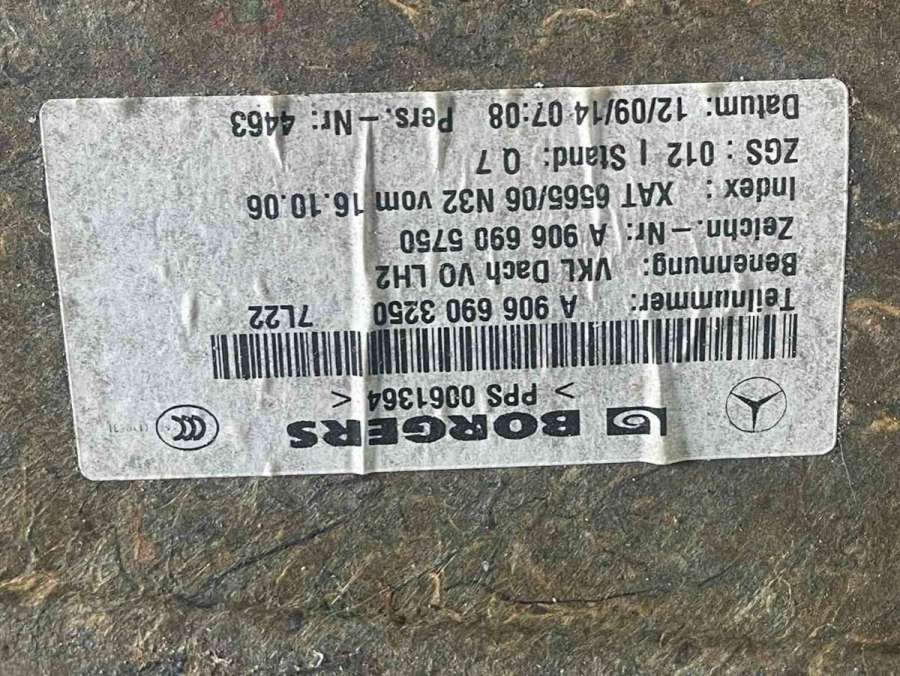 BORGERS
> PPS 0061364 <
Teilnummer: A 906 690 3250 7L22
Benennung: VKL Dach VO LH2
Zeichn.-Nr: A 906 690 5750
Index : XAT 6565/06 N32 vom 16.10.06
ZGS : 012 | Stand: Q 7
Datum: 12/09/14 07:08 Pers.-Nr: 4463